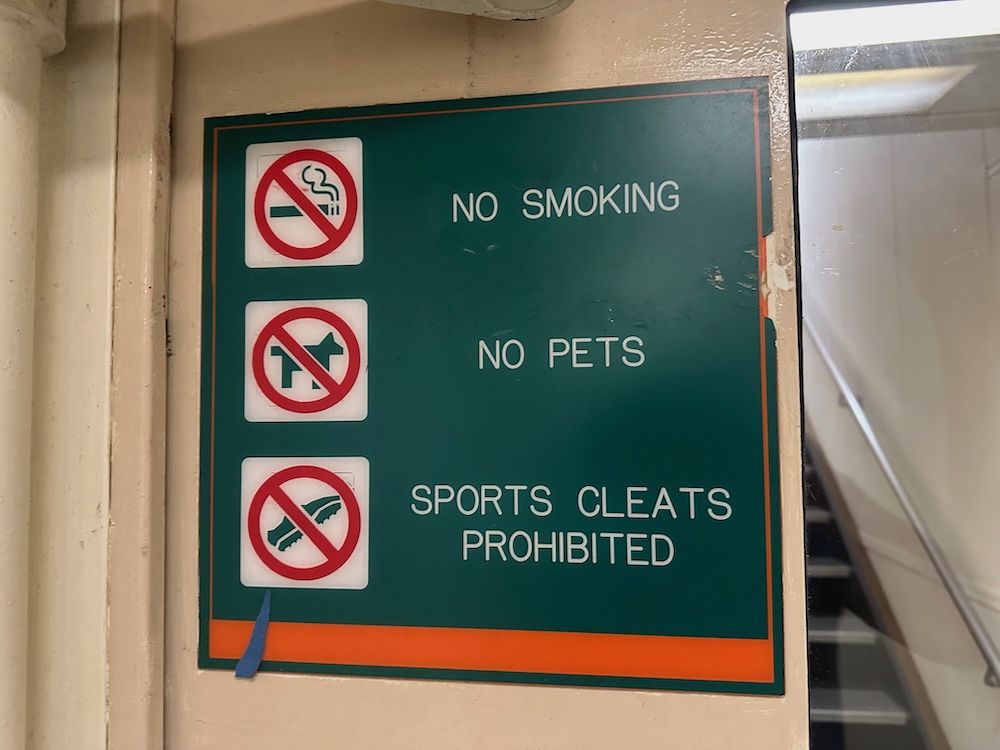 NO SMOKING
NO PETS
SPORTS CLEATS
PROHIBITED